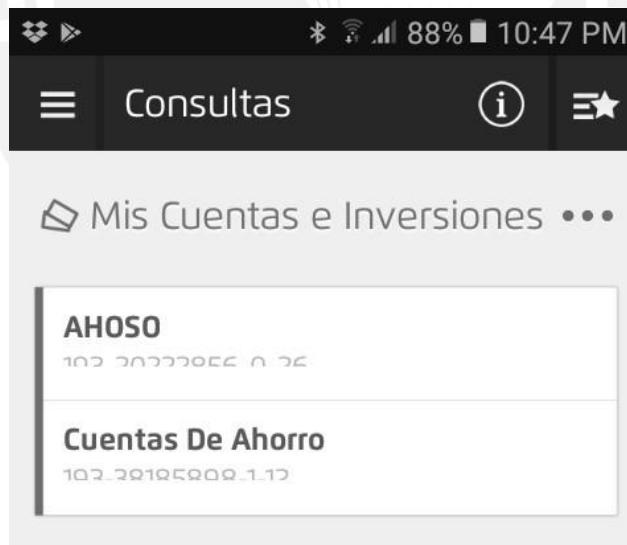 88% 10:47 PM
Consultas
Mis Cuentas e Inversiones
AHOSO
Cuentas De Ahorro